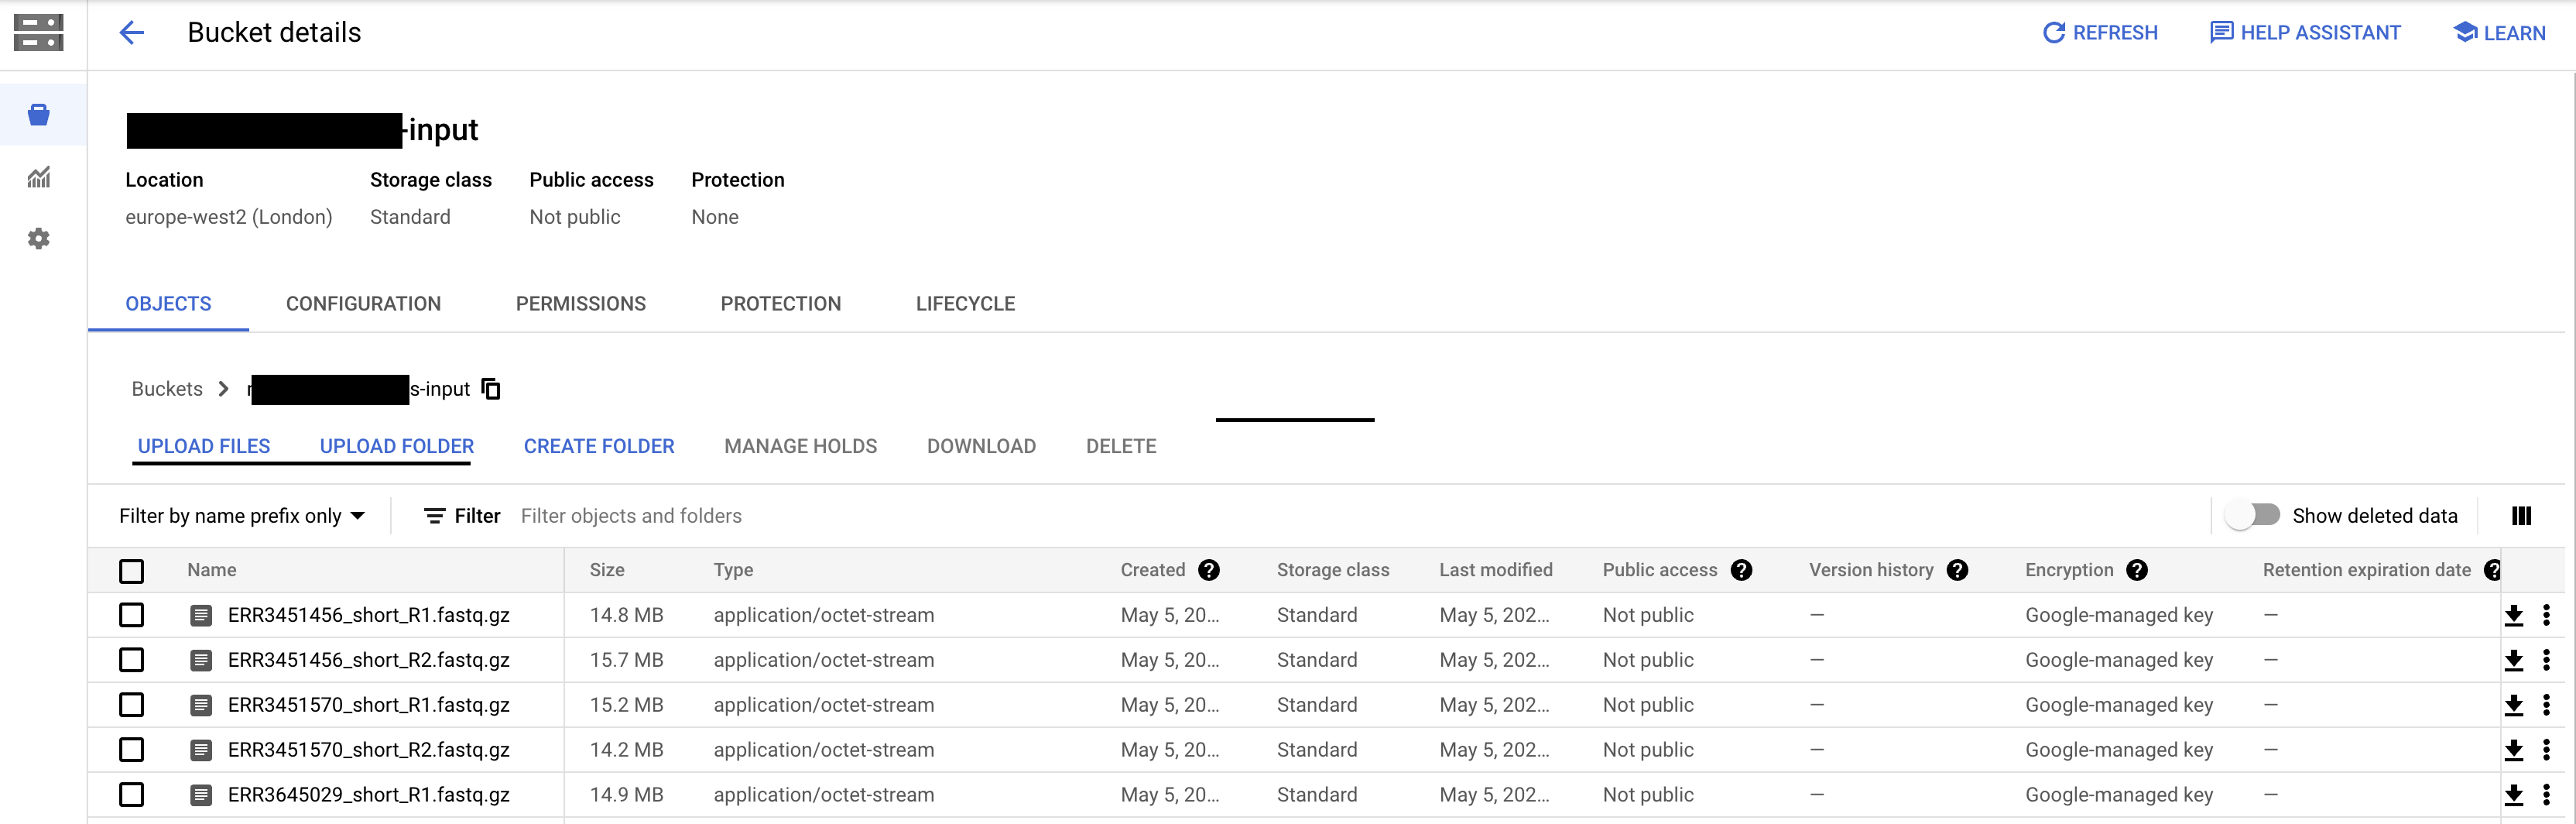 Bucket details
REFRESH HELP ASSISTANT LEARN
-input
Location Storage class Public access Protection
europe-west2 (London) Standard Not public None
OBJECTS CONFIGURATION PERMISSIONS PROTECTION LIFECYCLE
Buckets s-input
UPLOAD FILES UPLOAD FOLDER CREATE FOLDER MANAGE HOLDS DOWNLOAD DELETE
Filter by name prefix only Filter Filter objects and folders Show deleted data
Name Size Type Created Storage class Last modified Public access Version history Encryption Retention expiration date
ERR3451456_short_R1.fastq.gz 14.8 MB application/octet-stream May 5, 20... Standard May 5, 202... Not public — Google-managed key —
ERR3451456_short_R2.fastq.gz 15.7 MB application/octet-stream May 5, 20... Standard May 5, 202... Not public — Google-managed key —
ERR3451570_short_R1.fastq.gz 15.2 MB application/octet-stream May 5, 20... Standard May 5, 202... Not public — Google-managed key —
ERR3451570_short_R2.fastq.gz 14.2 MB application/octet-stream May 5, 20... Standard May 5, 202... Not public — Google-managed key —
ERR3645029_short_R1.fastq.gz 14.9 MB application/octet-stream May 5, 20... Standard May 5, 202... Not public — Google-managed key —